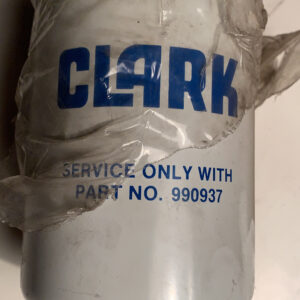 CLARK
SERVICE ONLY WITH
PART NO. 990937